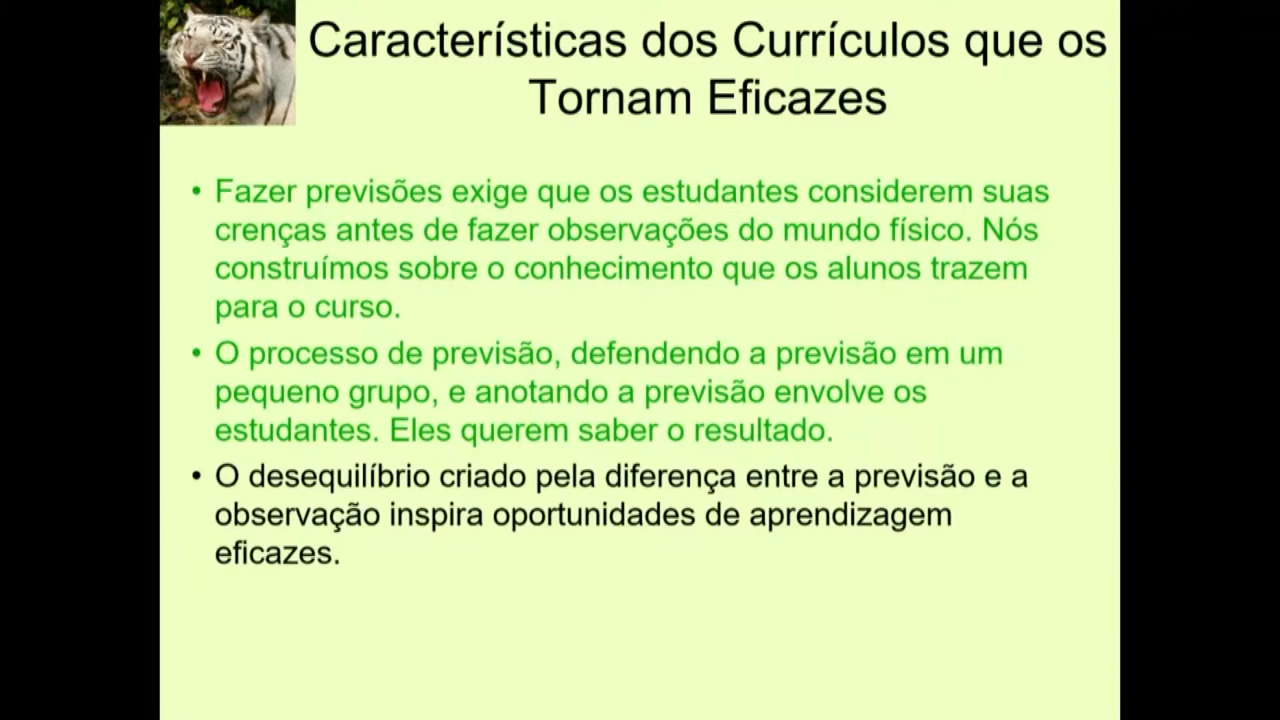 Características dos Currículos que os
Tornam Eficazes
• Fazer previsões exige que os estudantes considerem suas
crenças antes de fazer observações do mundo físico. Nós
construímos sobre o conhecimento que os alunos trazem
para o curso.
• O processo de previsão, defendendo a previsão em um
pequeno grupo, e anotando a previsão envolve os
estudantes. Eles querem saber o resultado.
• O desequilíbrio criado pela diferença entre a previsão e a
observação inspira oportunidades de aprendizagem
eficazes.